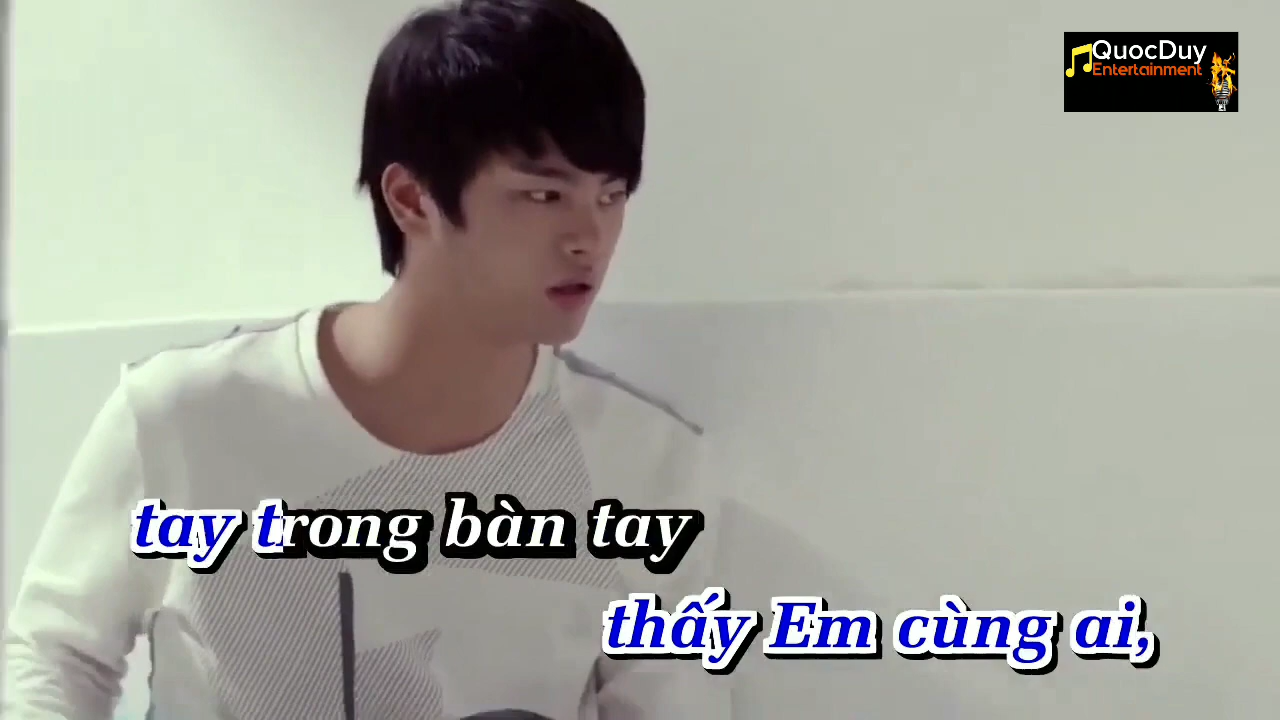 QuocDuy
Entertainment
tay trong bàn tay
thấy Em cùng ai,